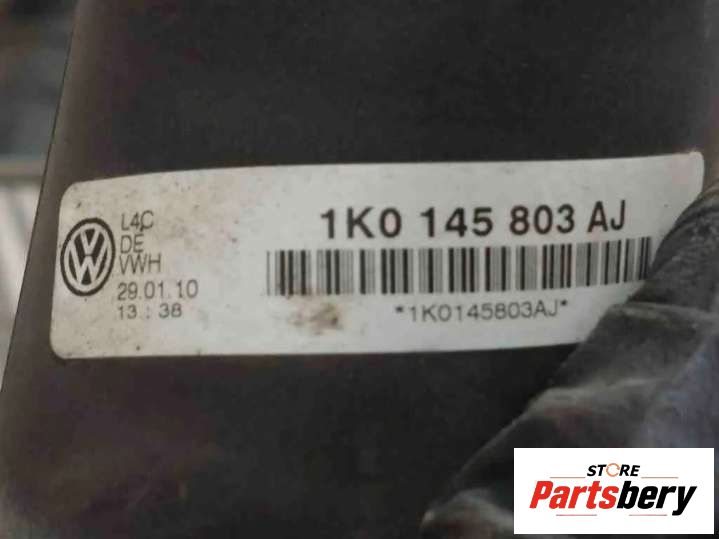 L4C
DE
VWH
29.01.10
13 : 38
1K0 145 803 AJ
*1K0145803AJ*
STORE
Partsbery